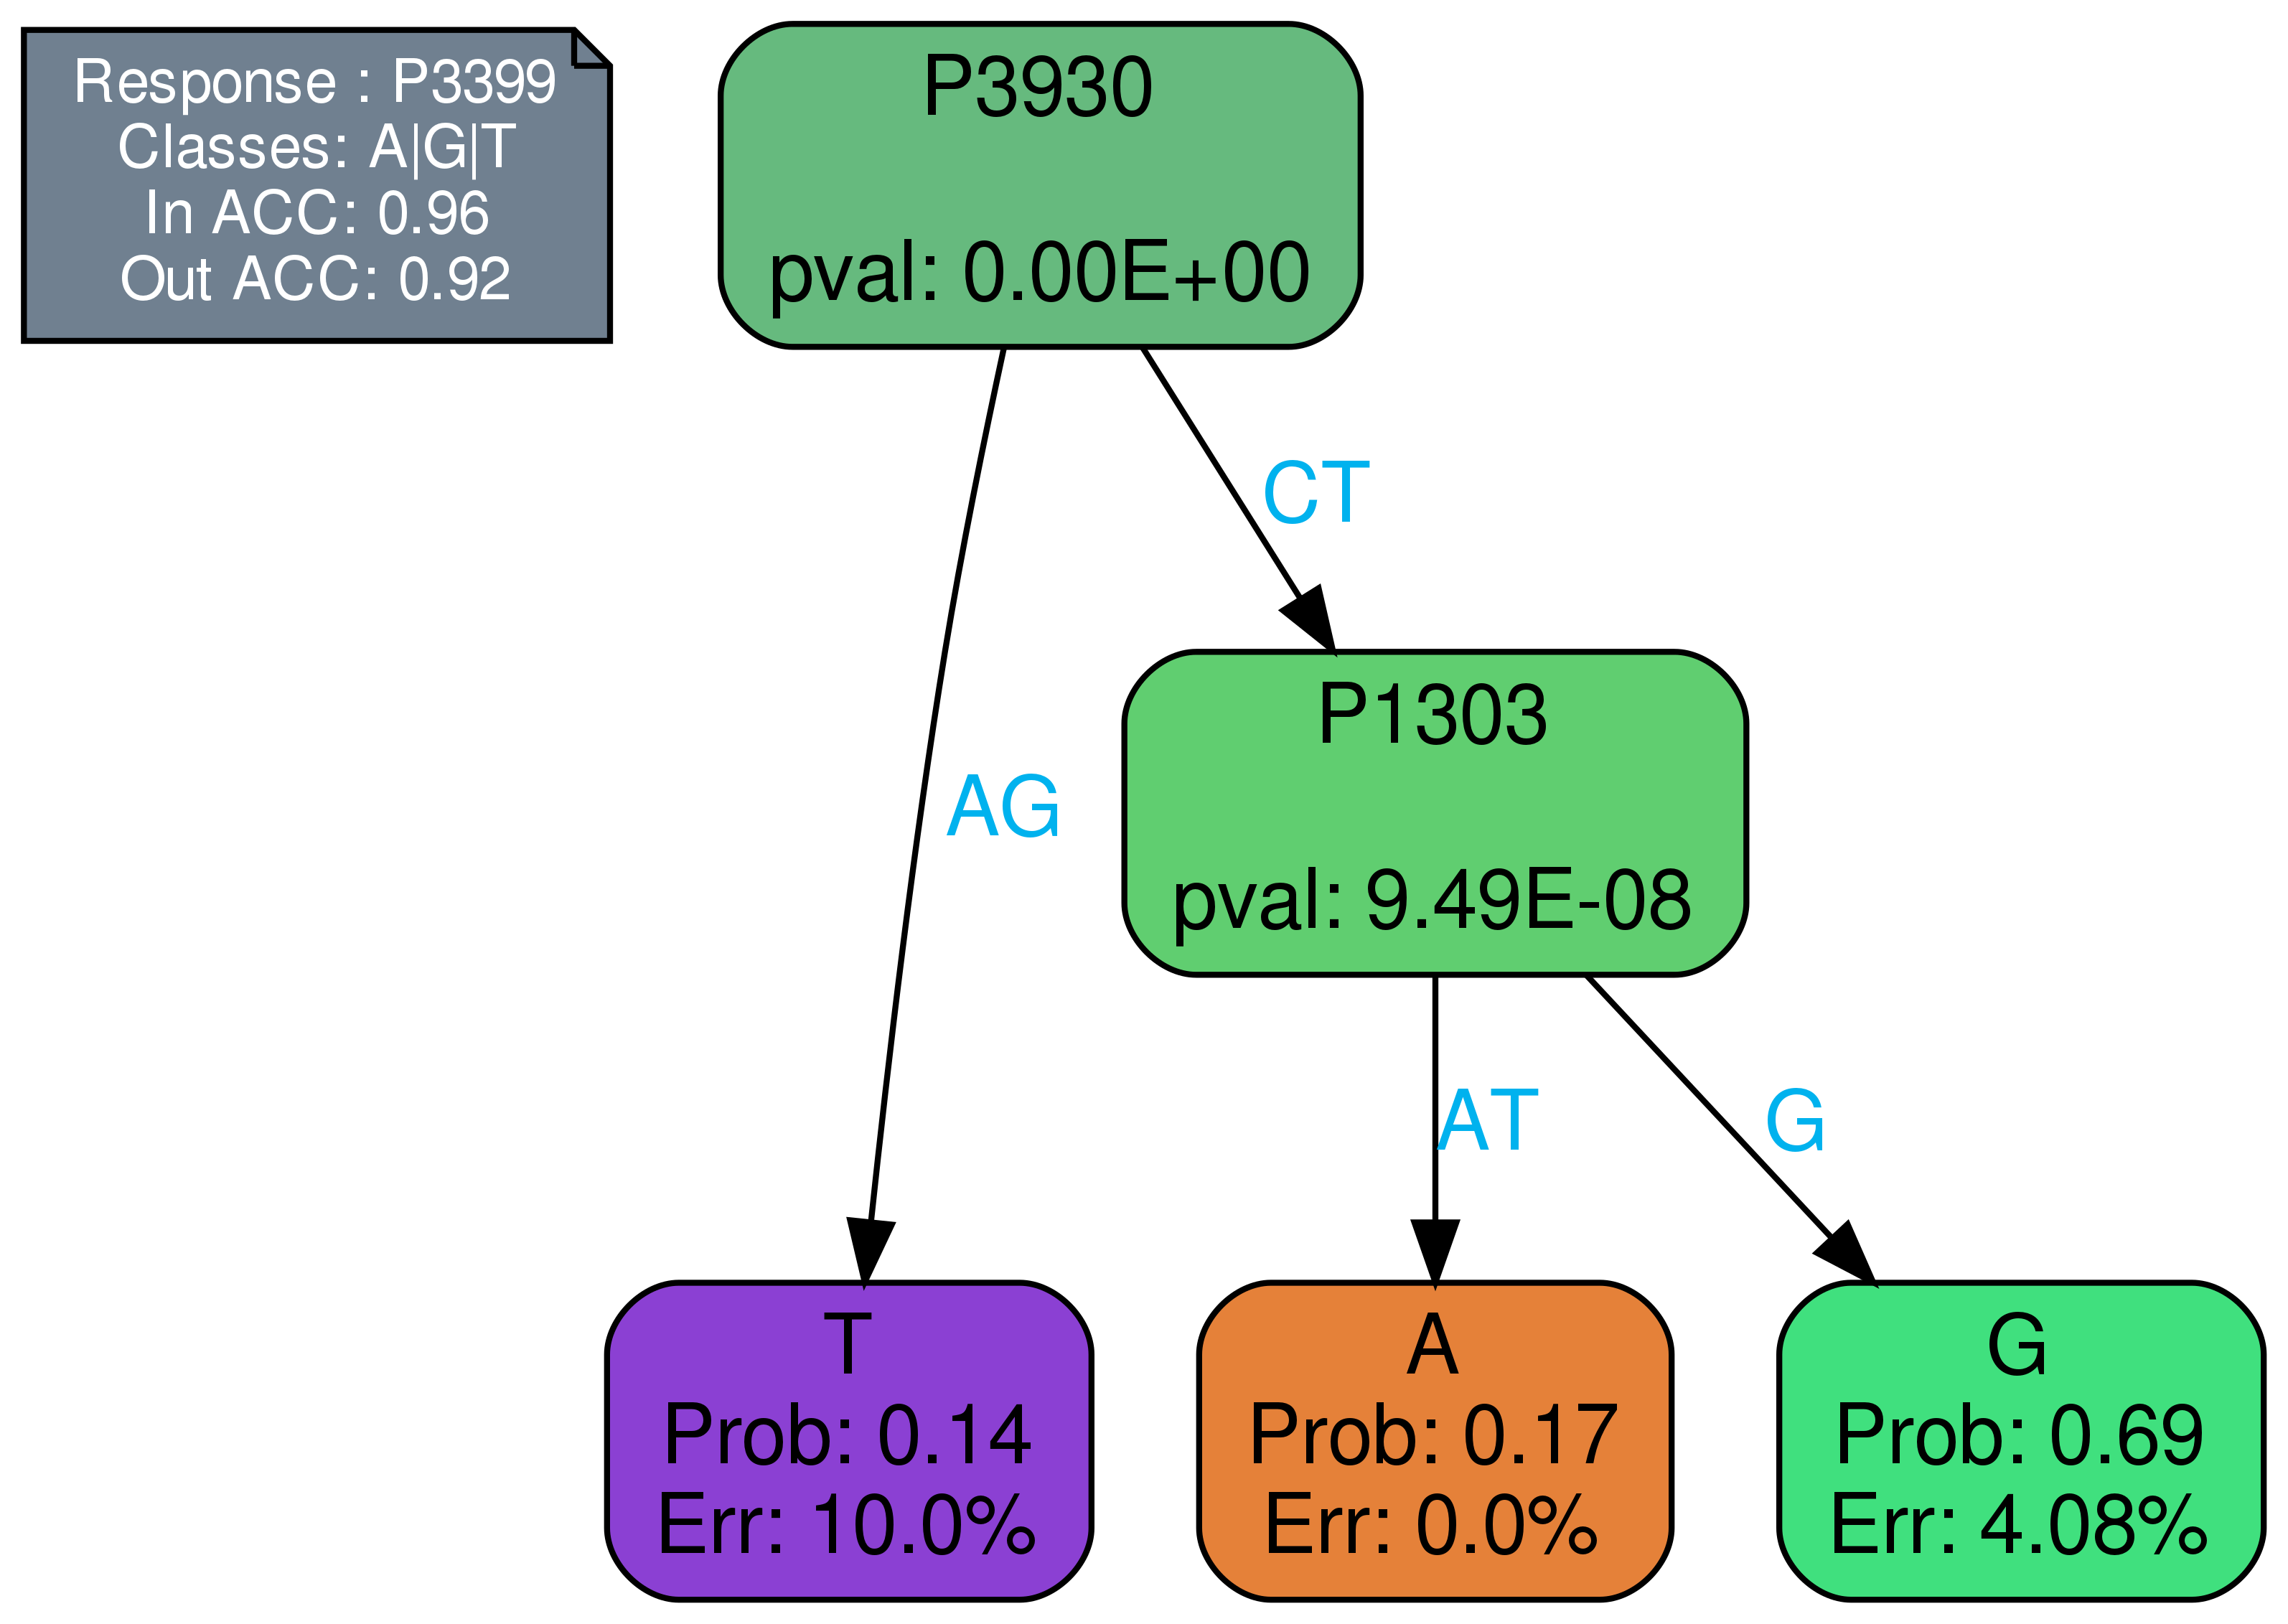 Response : P3399
Classes: A|G|T
In ACC: 0.96
Out ACC: 0.92
P3930
pval: 0.00E+00
CT
P1303
pval: 9.49E-08
AG
AT
G
T
Prob: 0.14
Err: 10.0%
A
Prob: 0.17
Err: 0.0%
G
Prob: 0.69
Err: 4.08%